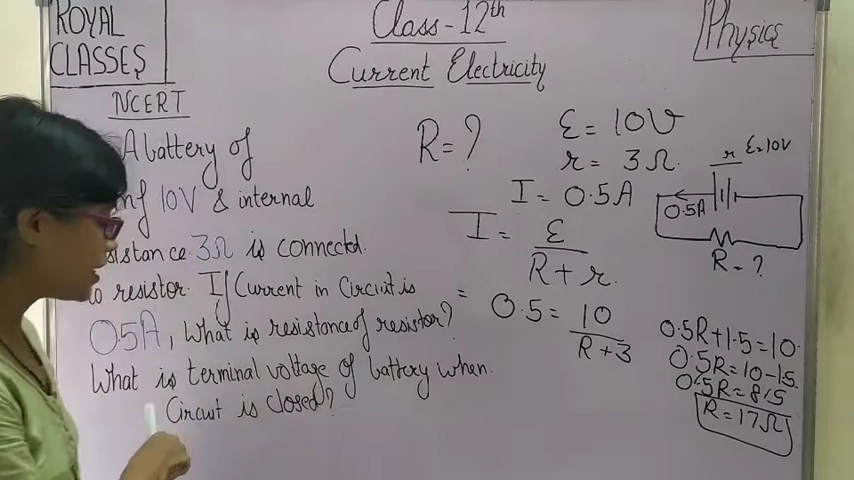 ROYAL
CLASSES
Class-12th
Physics
Current Electricity
NCERT
A battery of
emf 10V & internal
resistance 3Ω is connected
to resistor. If Current in Circuit is
0.5A, What is resistance of resistor?
What is terminal voltage of battery when
Circuit is closed?
R=?
ε= 10V
r= 3Ω.
I= 0.5A
I= ε
R+r.
= 0.5= 10
R+3
r ε=10V
0.5A
R=?
0.5R+1.5=10.
0.5R=10-1.5.
0.5R=8.5
R=17Ω